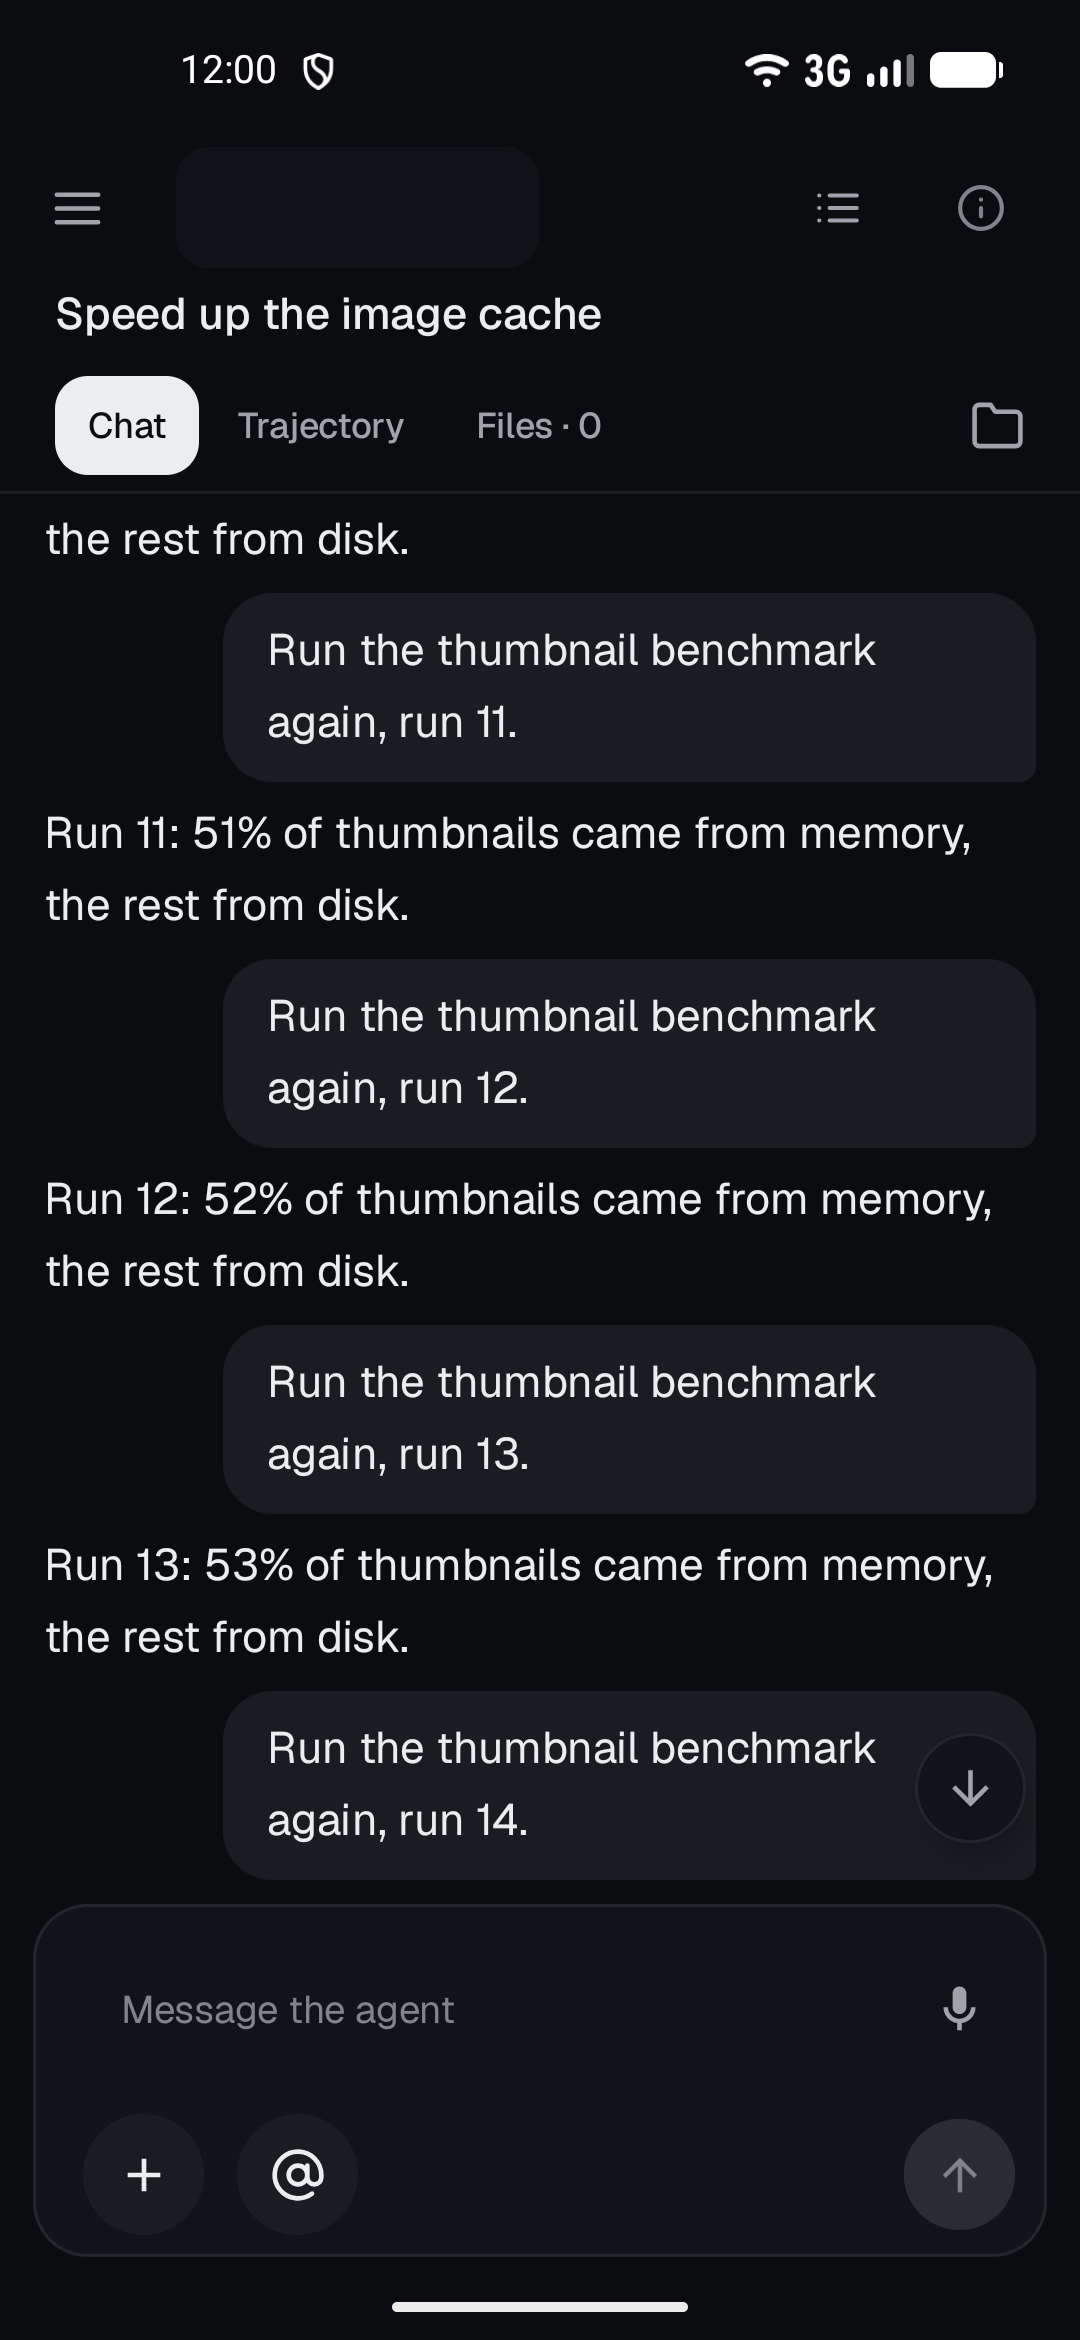 12:00
3G
Speed up the image cache
Chat
Trajectory
Files · 0
the rest from disk.
Run the thumbnail benchmark
again, run 11.
Run 11: 51% of thumbnails came from memory,
the rest from disk.
Run the thumbnail benchmark
again, run 12.
Run 12: 52% of thumbnails came from memory,
the rest from disk.
Run the thumbnail benchmark
again, run 13.
Run 13: 53% of thumbnails came from memory,
the rest from disk.
Run the thumbnail benchmark
again, run 14.
Message the agent